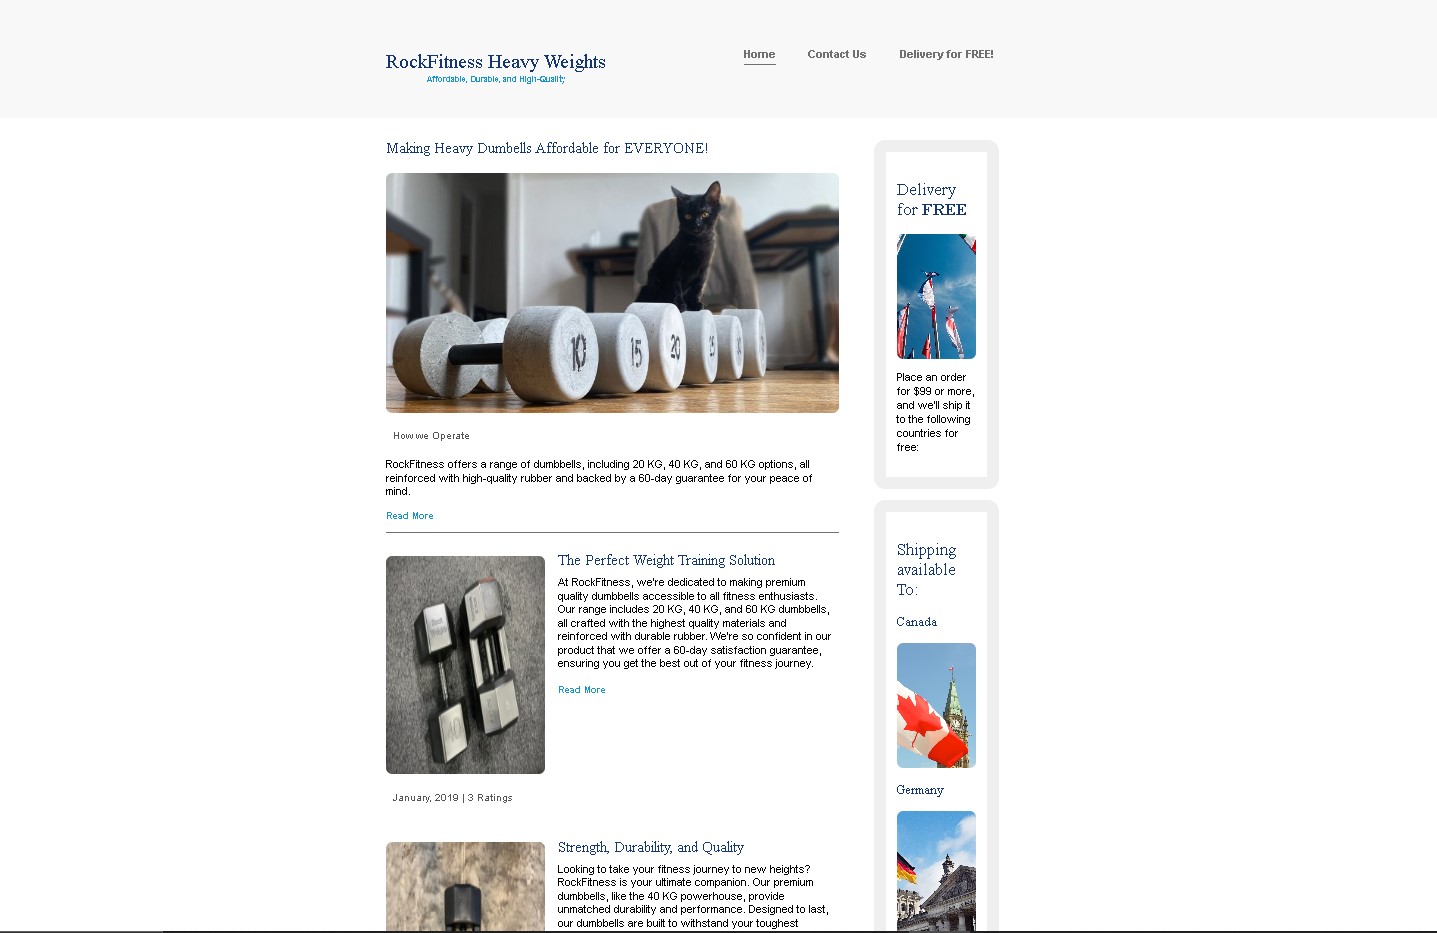 RockFitness Heavy Weights
Affordable, Durable, and High-Quality
Home
Contact Us
Delivery for FREE!
Making Heavy Dumbells Affordable for EVERYONE!
10
15
20
How we Operate
RockFitness offers a range of dumbbells, including 20 KG, 40 KG, and 60 KG options, all
reinforced with high-quality rubber and backed by a 60-day guarantee for your peace of
mind.
Read More
The Perfect Weight Training Solution
At RockFitness, we're dedicated to making premium
quality dumbbells accessible to all fitness enthusiasts.
Our range includes 20 KG, 40 KG, and 60 KG dumbbells,
all crafted with the highest quality materials and
reinforced with durable rubber. We're so confident in our
product that we offer a 60-day satisfaction guarantee,
ensuring you get the best out of your fitness journey.
Read More
January, 2019 | 3 Ratings
Strength, Durability, and Quality
Looking to take your fitness journey to new heights?
RockFitness is your ultimate companion. Our premium
dumbbells, like the 40 KG powerhouse, provide
unmatched durability and performance. Designed to last,
our dumbbells are built to withstand your toughest
Delivery
for FREE
Place an order
for $99 or more,
and we'll ship it
to the following
countries for
free:
Shipping
available
To:
Canada
Germany